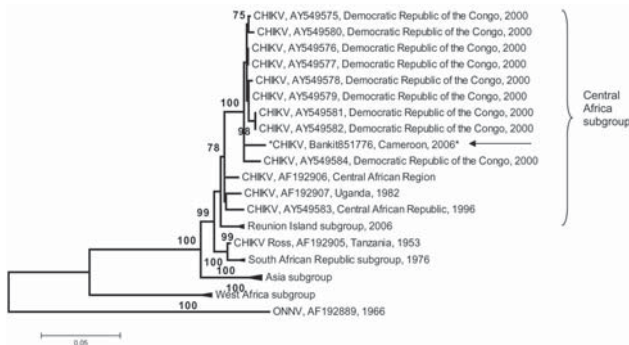 75
CHIKV, AY549575, Democratic Republic of the Congo, 2000
CHIKV, AY549580, Democratic Republic of the Congo, 2000
CHIKV, AY549576, Democratic Republic of the Congo, 2000
CHIKV, AY549577, Democratic Republic of the Congo, 2000
CHIKV, AY549578, Democratic Republic of the Congo, 2000
CHIKV, AY549579, Democratic Republic of the Congo, 2000
100
CHIKV, AY549581, Democratic Republic of the Congo, 2000
CHIKV, AY549582, Democratic Republic of the Congo, 2000
98
*CHIKV, Bankit851776, Cameroon, 2006*
78
CHIKV, AY549584, Democratic Republic of the Congo, 2000
CHIKV, AF192906, Central African Region
CHIKV, AF192907, Uganda, 1982
CHIKV, AY549583, Central African Republic, 1996
99
Reunion Island subgroup, 2006
99
CHIKV Ross, AF192905, Tanzania, 1953
100
100
South African Republic subgroup, 1976
100
Asia subgroup
100
West Africa subgroup
100
ONNV, AF192889, 1966
0.05
Central
Africa
subgroup